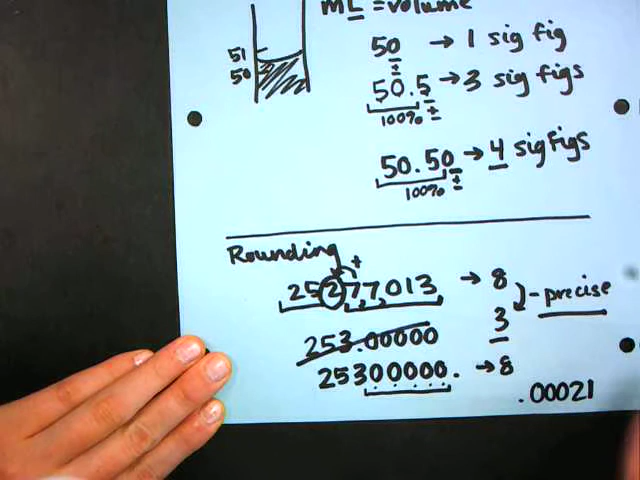 mL = volume
51
50
50 → 1 sig fig
±
50.5 → 3 sig figs
100% ±
50.50 → 4 sig figs
100% ±
Rounding
+
25277013 → 8
- precise
3
253.00000
25300000. → 8
.00021